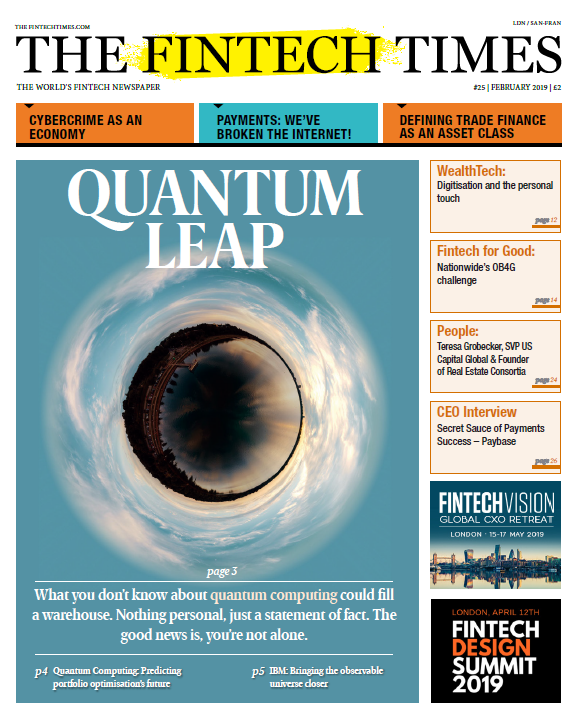 THE FINTECHTIMES.COM
LDN / SAN-FRAN
THE FINTECH TIMES
THE WORLD'S FINTECH NEWSPAPER
#25 | FEBRUARY 2019 | £2
CYBERCRIME AS AN
ECONOMY
PAYMENTS: WE'VE
BROKEN THE INTERNET!
DEFINING TRADE FINANCE
AS AN ASSET CLASS
QUANTUM
LEAP
page 3
What you don't know about quantum computing could fill
a warehouse. Nothing personal, just a statement of fact. The
good news is, you're not alone.
p4 Quantum Computing: Predicting
portfolio optimisation's future
p5 IBM: Bringing the observable
universe closer
WealthTech:
Digitisation and the personal
touch
page 12
Fintech for Good:
Nationwide's OB4G
challenge
page 14
People:
Teresa Grobecker, SVP US
Capital Global & Founder
of Real Estate Consortia
page 24
CEO Interview
Secret Sauce of Payments
Success – Paybase
page 26
FINTECHVISION
GLOBAL CXO RETREAT
LONDON · 15-17 MAY 2019
LONDON, APRIL 12TH
FINTECH
DESIGN
SUMMIT
2019